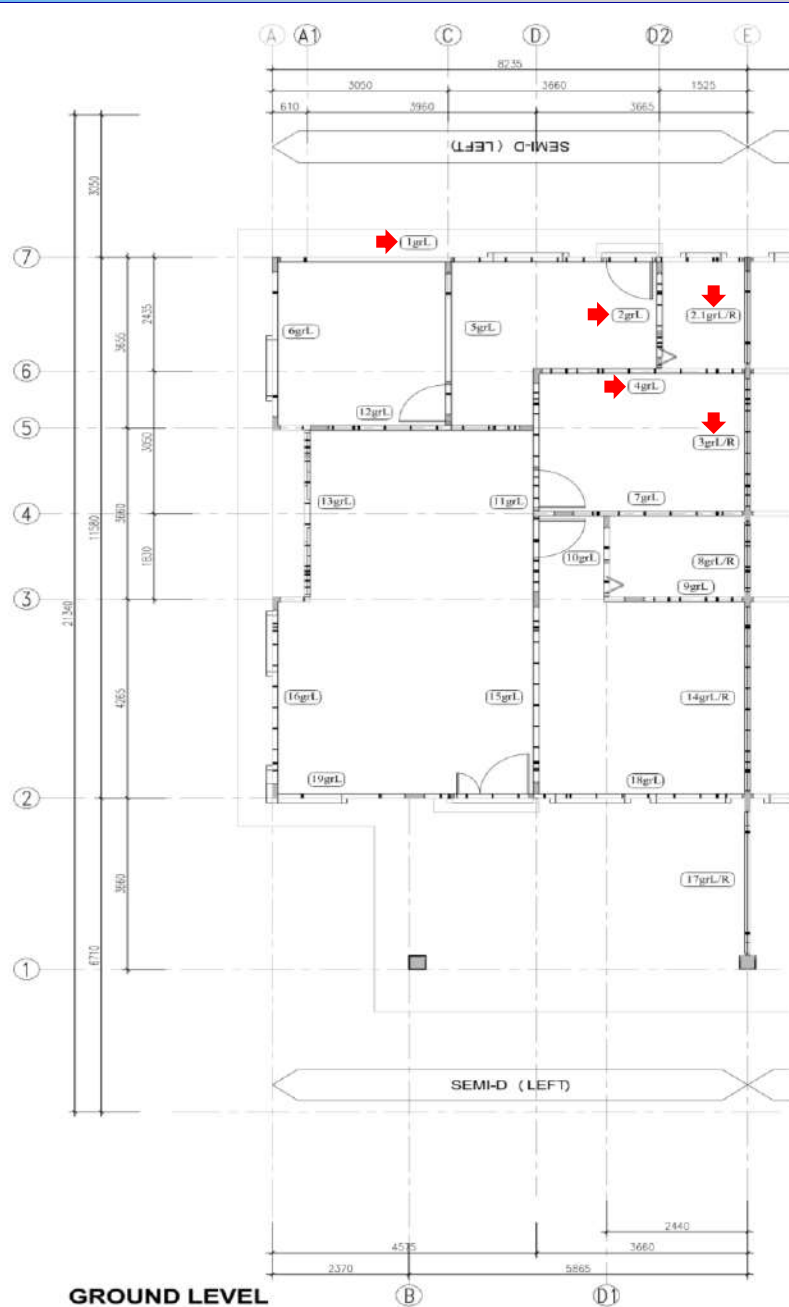 A A1 C D D2 E
8235
3050 3660 1525
610 3960 3665
SEMI-D (LEFT)
3050
7
1grL
2435
3655
6grL
5grL
2grL
2.1grL/R
6
4grL
12grL
5
3grL/R
3050
13grL
11grL
7grL
4
11580
3660
1830
10grL
8grL/R
9grL
3
21340
4265
16grL
15grL
14grL/R
19grL
18grL
2
3660
17grL/R
6710
1
SEMI-D (LEFT)
2440
4575 3660
2370 5865
GROUND LEVEL
B D1